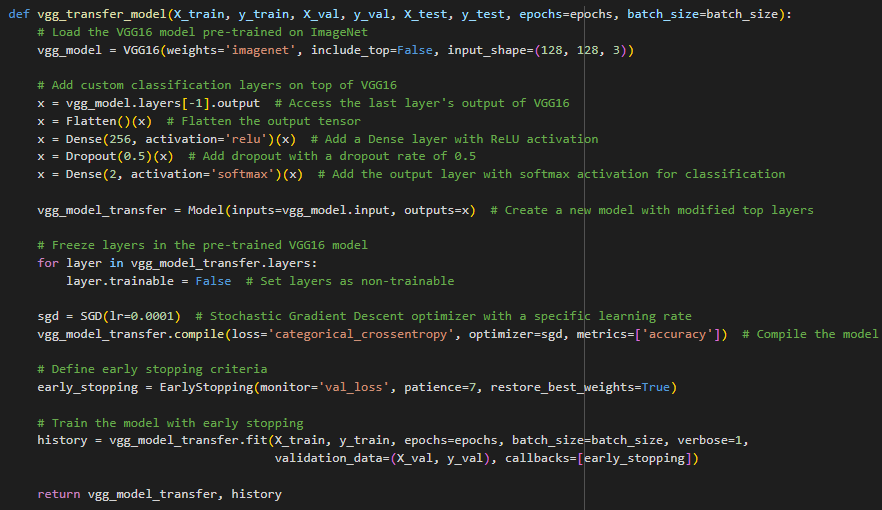 def vgg_transfer_model(X_train, y_train, X_val, y_val, X_test, y_test, epochs=epochs, batch_size=batch_size):
    # Load the VGG16 model pre-trained on ImageNet
    vgg_model = VGG16(weights='imagenet', include_top=False, input_shape=(128, 128, 3))

    # Add custom classification layers on top of VGG16
    x = vgg_model.layers[-1].output  # Access the last layer's output of VGG16
    x = Flatten()(x)  # Flatten the output tensor
    x = Dense(256, activation='relu')(x)  # Add a Dense layer with ReLU activation
    x = Dropout(0.5)(x)  # Add dropout with a dropout rate of 0.5
    x = Dense(2, activation='softmax')(x)  # Add the output layer with softmax activation for classification

    vgg_model_transfer = Model(inputs=vgg_model.input, outputs=x)  # Create a new model with modified top layers

    # Freeze layers in the pre-trained VGG16 model
    for layer in vgg_model_transfer.layers:
        layer.trainable = False  # Set layers as non-trainable

    sgd = SGD(lr=0.0001)  # Stochastic Gradient Descent optimizer with a specific learning rate
    vgg_model_transfer.compile(loss='categorical_crossentropy', optimizer=sgd, metrics=['accuracy'])  # Compile the model

    # Define early stopping criteria
    early_stopping = EarlyStopping(monitor='val_loss', patience=7, restore_best_weights=True)

    # Train the model with early stopping
    history = vgg_model_transfer.fit(X_train, y_train, epochs=epochs, batch_size=batch_size, verbose=1,
                                     validation_data=(X_val, y_val), callbacks=[early_stopping])

    return vgg_model_transfer, history